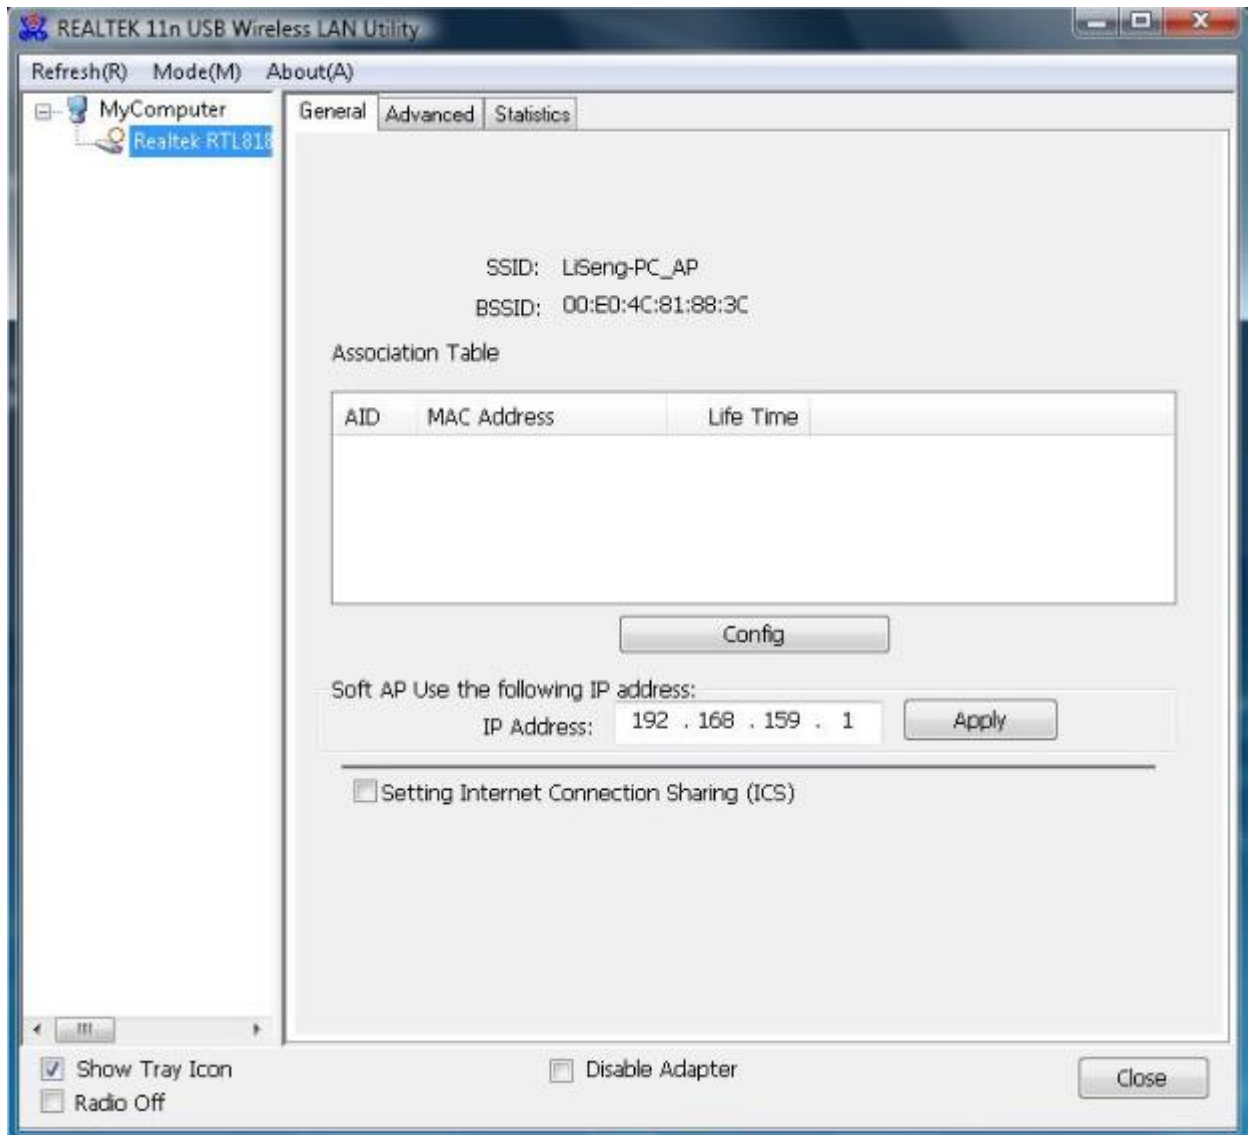 REALTEK 11n USB Wireless LAN Utility
Refresh(R) Mode(M) About(A)
MyComputer
Realtek RTL818
General Advanced Statistics
SSID: LiSeng-PC_AP
BSSID: 00:E0:4C:81:88:3C
Association Table
AID MAC Address Life Time
Config
Soft AP Use the following IP address:
IP Address: 192 . 168 . 159 . 1 Apply
Setting Internet Connection Sharing (ICS)
Show Tray Icon Disable Adapter Close
Radio Off